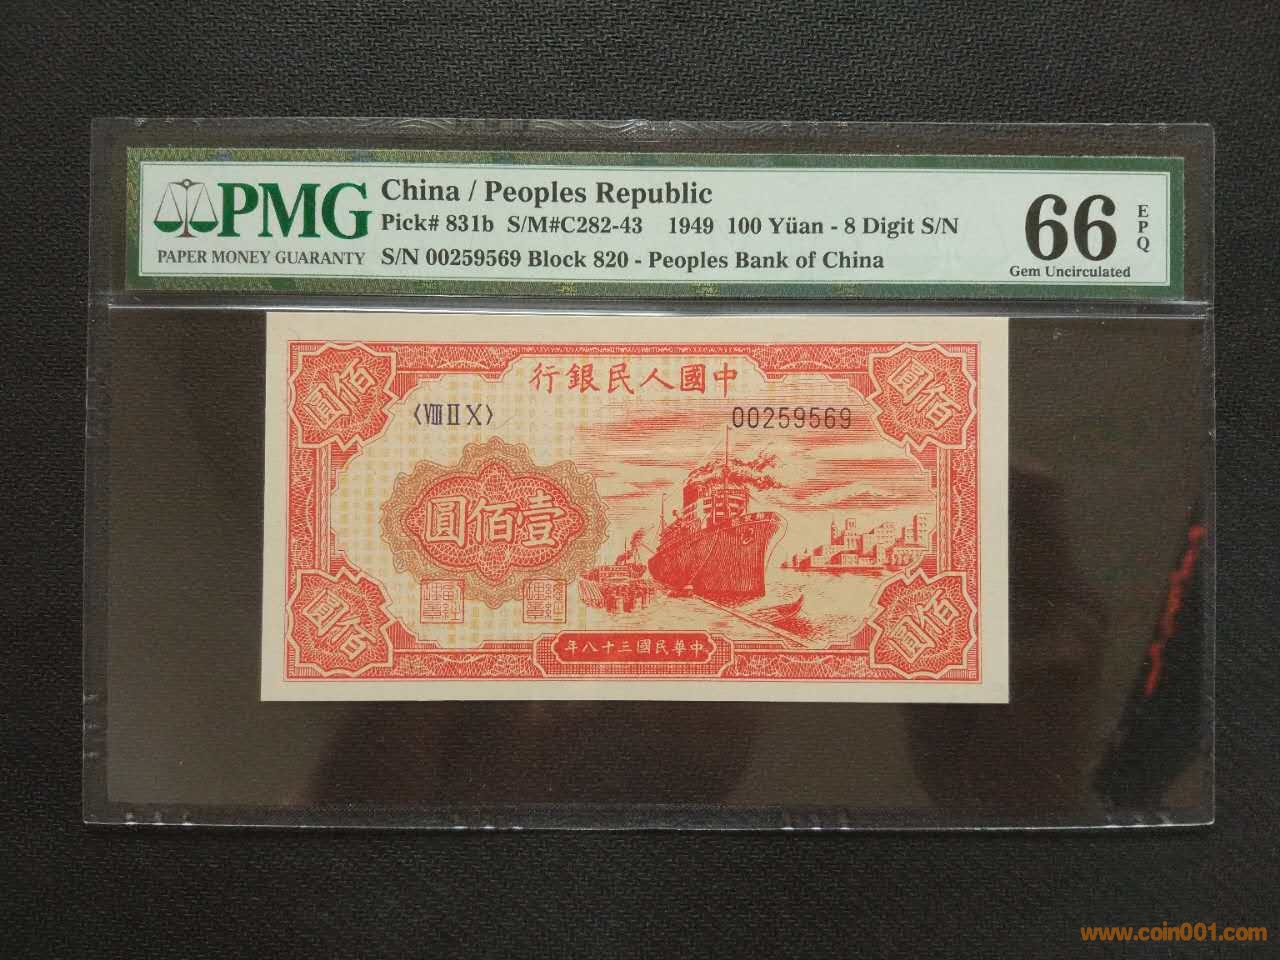 PMG
PAPER MONEY GUARANTY
China / Peoples Republic
Pick# 831b S/M#C282-43 1949 100 Yüan - 8 Digit S/N
S/N 00259569 Block 820 - Peoples Bank of China
66
EPQ
Gem Uncirculated
行銀民人國中
佰圓
圓佰
〈VIII II X〉
00259569
圓佰壹
佰圓
圓佰
年八十三國民華中
www.coin001.com